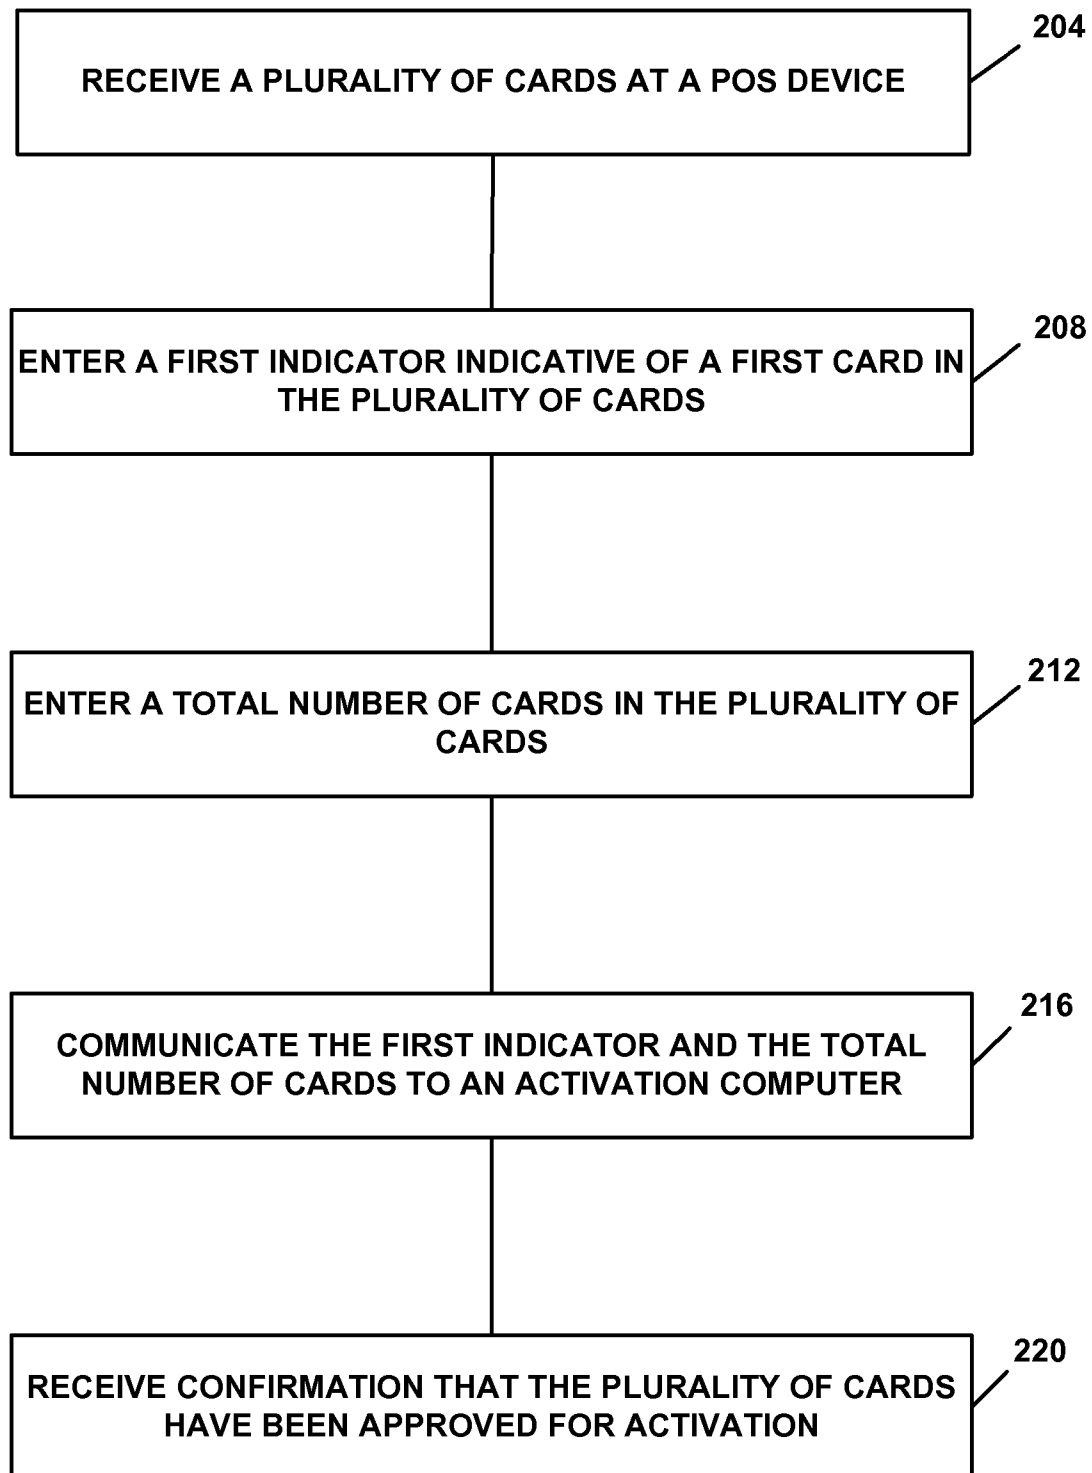 204
RECEIVE A PLURALITY OF CARDS AT A POS DEVICE
208
ENTER A FIRST INDICATOR INDICATIVE OF A FIRST CARD IN
THE PLURALITY OF CARDS
212
ENTER A TOTAL NUMBER OF CARDS IN THE PLURALITY OF
CARDS
216
COMMUNICATE THE FIRST INDICATOR AND THE TOTAL
NUMBER OF CARDS TO AN ACTIVATION COMPUTER
220
RECEIVE CONFIRMATION THAT THE PLURALITY OF CARDS
HAVE BEEN APPROVED FOR ACTIVATION